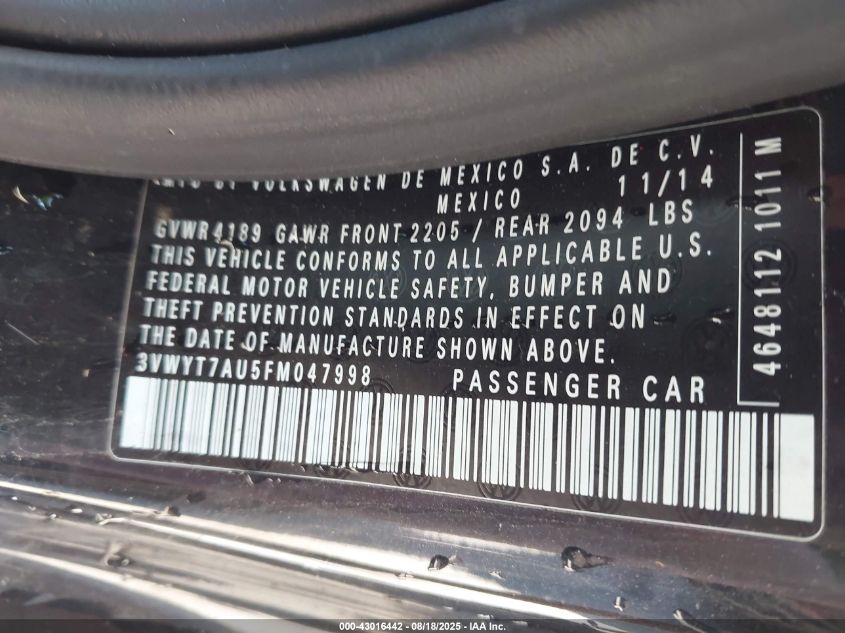 MFD BY VOLKSWAGEN DE MEXICO S.A. DE C.V.
MEXICO 11/14
GVWR 4189 GAWR FRONT 2205 / REAR 2094 LBS
THIS VEHICLE CONFORMS TO ALL APPLICABLE U.S.
FEDERAL MOTOR VEHICLE SAFETY, BUMPER AND
THEFT PREVENTION STANDARDS IN EFFECT ON
THE DATE OF MANUFACTURE SHOWN ABOVE.
3VWYT7AU5FM047998 PASSENGER CAR
4648112 1011 M
000-43016442 - 08/18/2025 - IAA Inc.